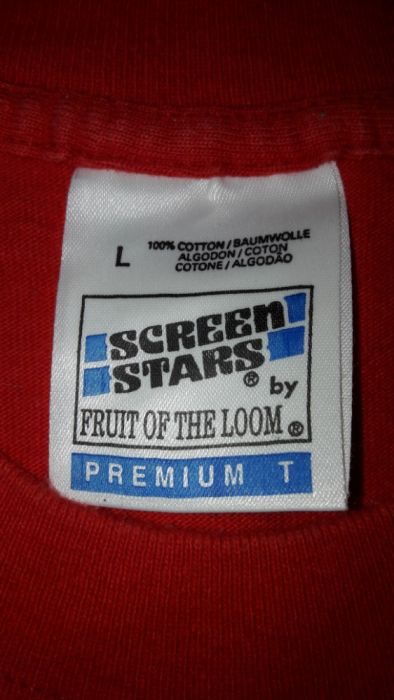 L
100% COTTON/BAUMWOLLE
ALGODON/COTON
COTONE/ALGODÃO
SCREEN
STARS® by
FRUIT OF THE LOOM®
PREMIUM T